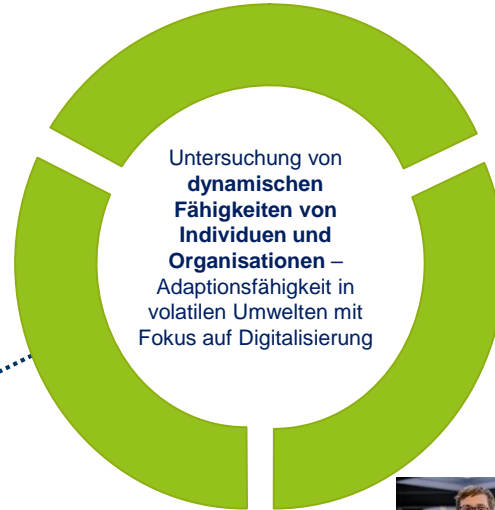 Untersuchung von
dynamischen
Fähigkeiten von
Individuen und
Organisationen –
Adaptionsfähigkeit in
volatilen Umwelten mit
Fokus auf Digitalisierung